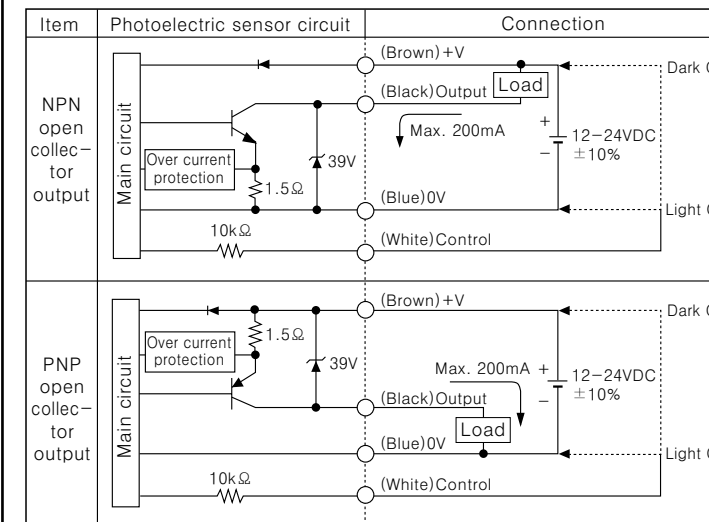 Item
Photoelectric sensor circuit
Connection
NPN
open
collec-
tor
output
Main circuit
Over current
protection
1.5Ω
39V
10kΩ
(Brown)+V
(Black)Output
Load
Max. 200mA
+
−
12−24VDC
±10%
(Blue)0V
(White)Control
Dark
Light
PNP
open
collec-
tor
output
Main circuit
Over current
protection
1.5Ω
39V
10kΩ
(Brown)+V
Max. 200mA
+
−
12−24VDC
±10%
(Black)Output
Load
(Blue)0V
(White)Control
Dark
Light